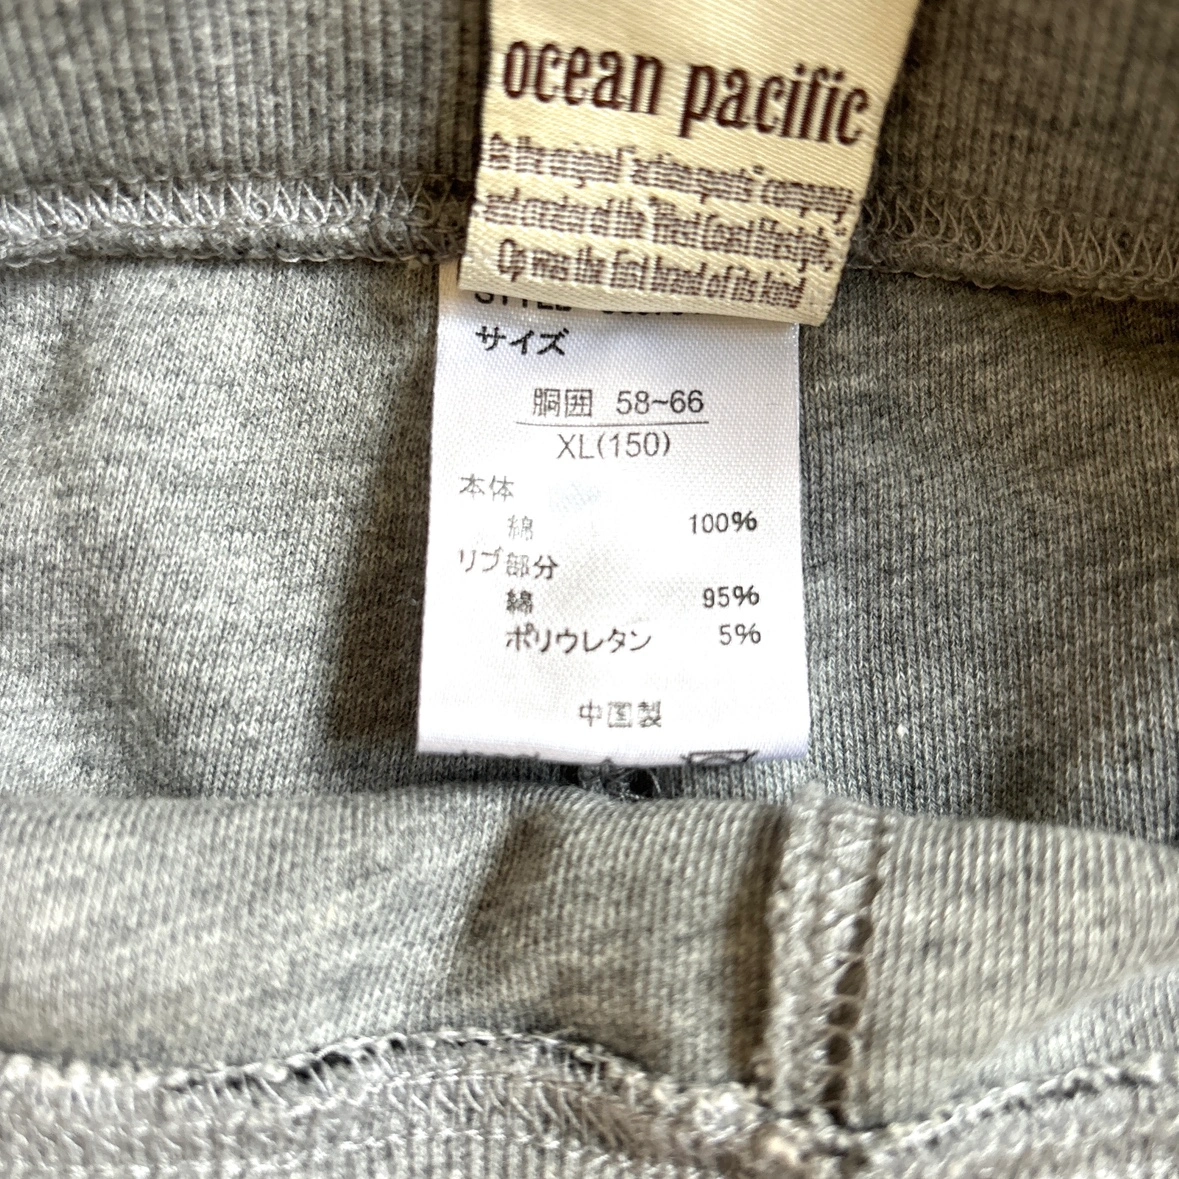 ocean pacific
As the original "action sports" company
and creator of the Third Coast lifestyle,
Op was the first brand of its kind
サイズ
胴囲 58~66
XL(150)
本体
綿 100%
リブ部分
綿 95%
ポリウレタン 5%
中国製